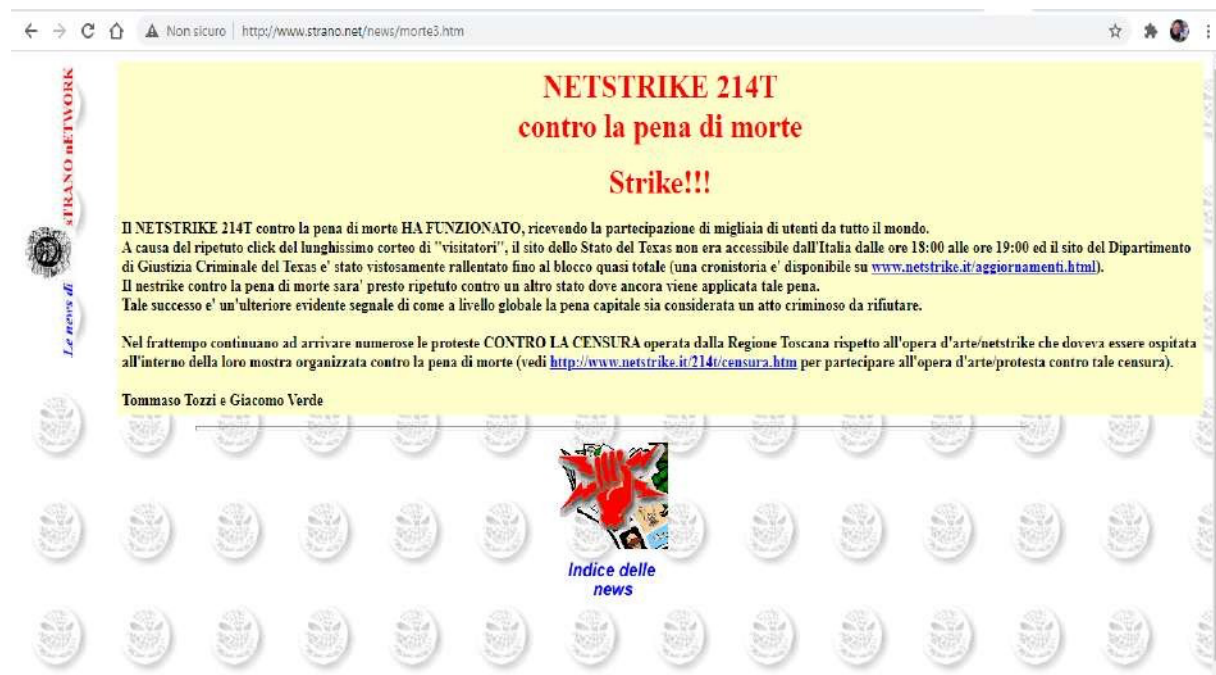 Non sicuro | http://www.strano.net/news/morte3.htm
Le news di sTRANO nETWORK
NETSTRIKE 214T
contro la pena di morte
Strike!!!
Il NETSTRIKE 214T contro la pena di morte HA FUNZIONATO, ricevendo la partecipazione di migliaia di utenti da tutto il mondo.
A causa del ripetuto click del lunghissimo corteo di "visitatori", il sito dello Stato del Texas non era accessibile dall'Italia dalle ore 18:00 alle ore 19:00 ed il sito del Dipartimento
di Giustizia Criminale del Texas e' stato vistosamente rallentato fino al blocco quasi totale (una cronistoria e' disponibile su www.netstrike.it/aggiornamenti.html).
Il nestrike contro la pena di morte sara' presto ripetuto contro un altro stato dove ancora viene applicata tale pena.
Tale successo e' un'ulteriore evidente segnale di come a livello globale la pena capitale sia considerata un atto criminoso da rifiutare.
Nel frattempo continuano ad arrivare numerose le proteste CONTRO LA CENSURA operata dalla Regione Toscana rispetto all'opera d'arte/netstrike che doveva essere ospitata
all'interno della loro mostra organizzata contro la pena di morte (vedi http://www.netstrike.it/214t/censura.htm per partecipare all'opera d'arte/protesta contro tale censura).
Tommaso Tozzi e Giacomo Verde
Indice delle
news